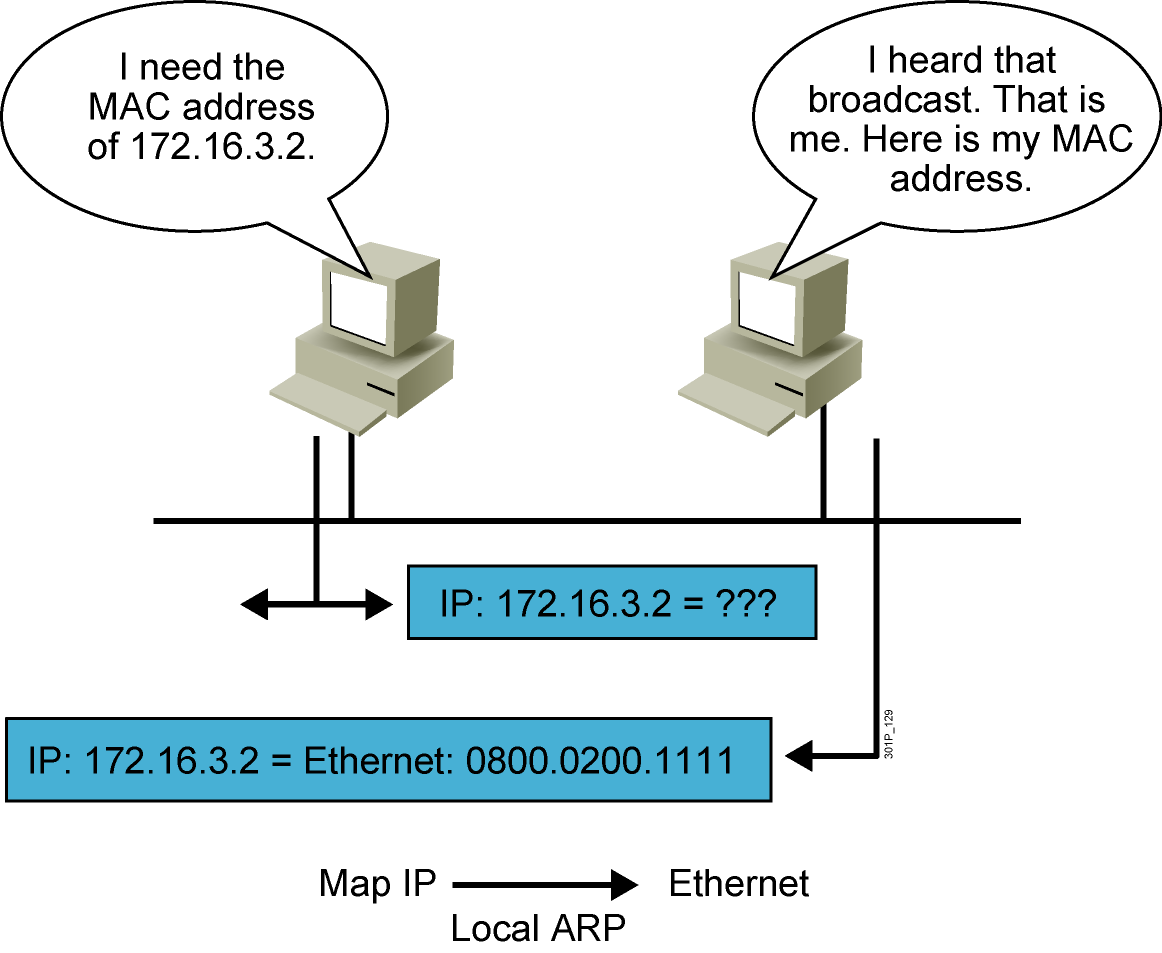 I need the
MAC address
of 172.16.3.2.
I heard that
broadcast. That is
me. Here is my MAC
address.
IP: 172.16.3.2 = ???
IP: 172.16.3.2 = Ethernet: 0800.0200.1111
301P_129
Map IP
Ethernet
Local ARP